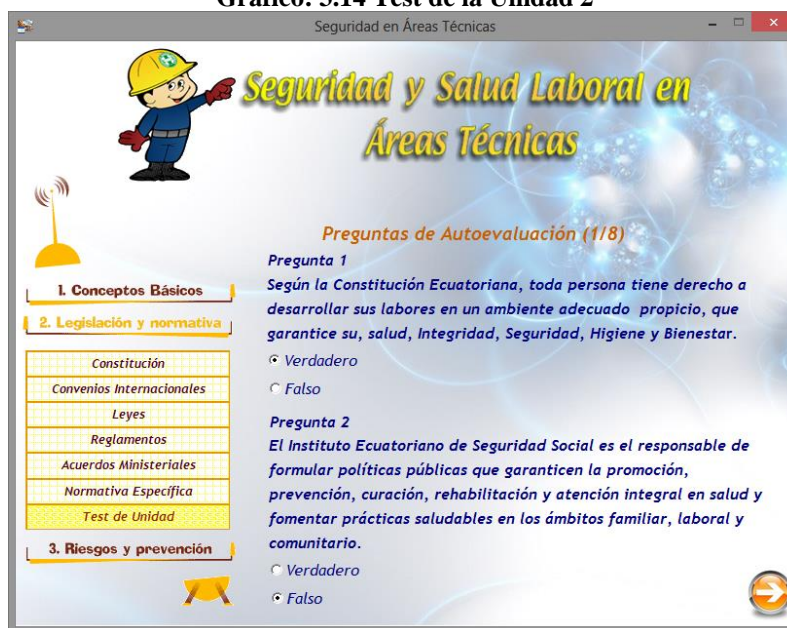 Gráfico: 3.14 Test de la Unidad 2
Seguridad en Áreas Técnicas
Seguridad y Salud Laboral en
Áreas Técnicas
Preguntas de Autoevaluación (1/8)
Pregunta 1
Según la Constitución Ecuatoriana, toda persona tiene derecho a
desarrollar sus labores en un ambiente adecuado propicio, que
garantice su, salud, Integridad, Seguridad, Higiene y Bienestar.
Verdadero
Falso
Pregunta 2
El Instituto Ecuatoriano de Seguridad Social es el responsable de
formular políticas públicas que garanticen la promoción,
prevención, curación, rehabilitación y atención integral en salud y
fomentar prácticas saludables en los ámbitos familiar, laboral y
comunitario.
Verdadero
Falso
1. Conceptos Básicos
2. Legislación y normativa
Constitución
Convenios Internacionales
Leyes
Reglamentos
Acuerdos Ministeriales
Normativa Específica
Test de Unidad
3. Riesgos y prevención